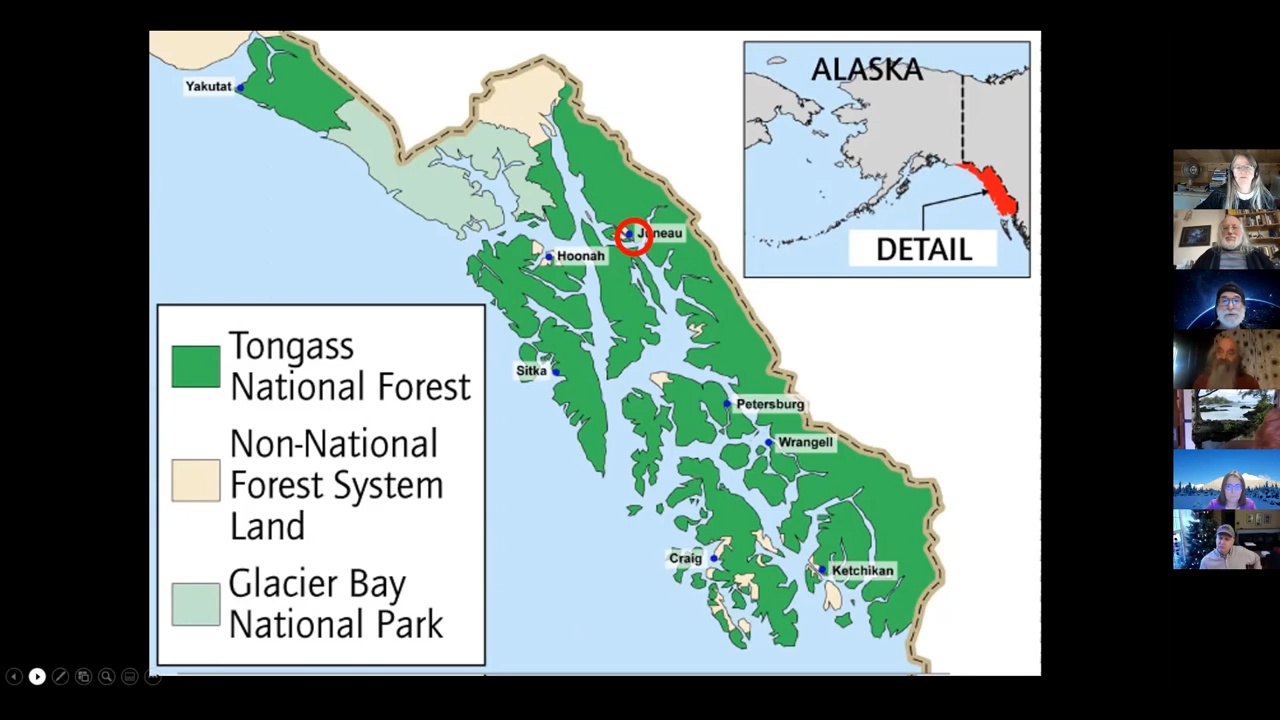 ALASKA
DETAIL
Yakutat
Juneau
Hoonah
Sitka
Petersburg
Wrangell
Craig
Ketchikan
Tongass
National Forest
Non-National
Forest System
Land
Glacier Bay
National Park